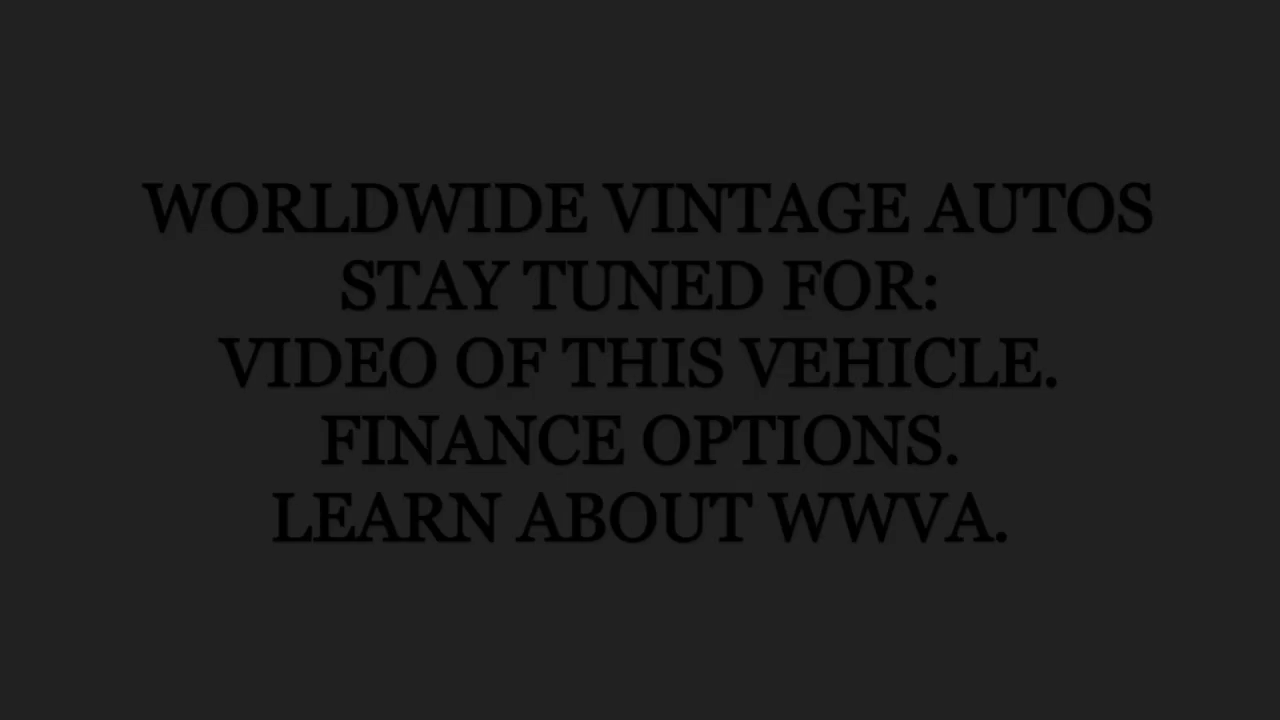 WORLDWIDE VINTAGE AUTOS
STAY TUNED FOR:
VIDEO OF THIS VEHICLE.
FINANCE OPTIONS.
LEARN ABOUT WWVA.